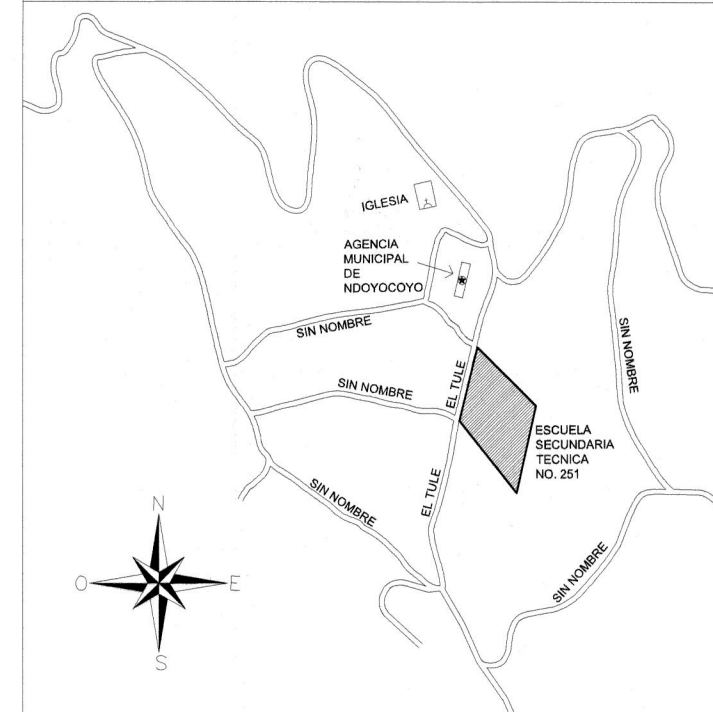 IGLESIA
AGENCIA
MUNICIPAL
DE
NDOYOCOYO
SIN NOMBRE
SIN NOMBRE
EL TULE
SIN NOMBRE
ESCUELA
SECUNDARIA
TECNICA
NO. 251
EL TULE
SIN NOMBRE
SIN NOMBRE
N
O
E
S